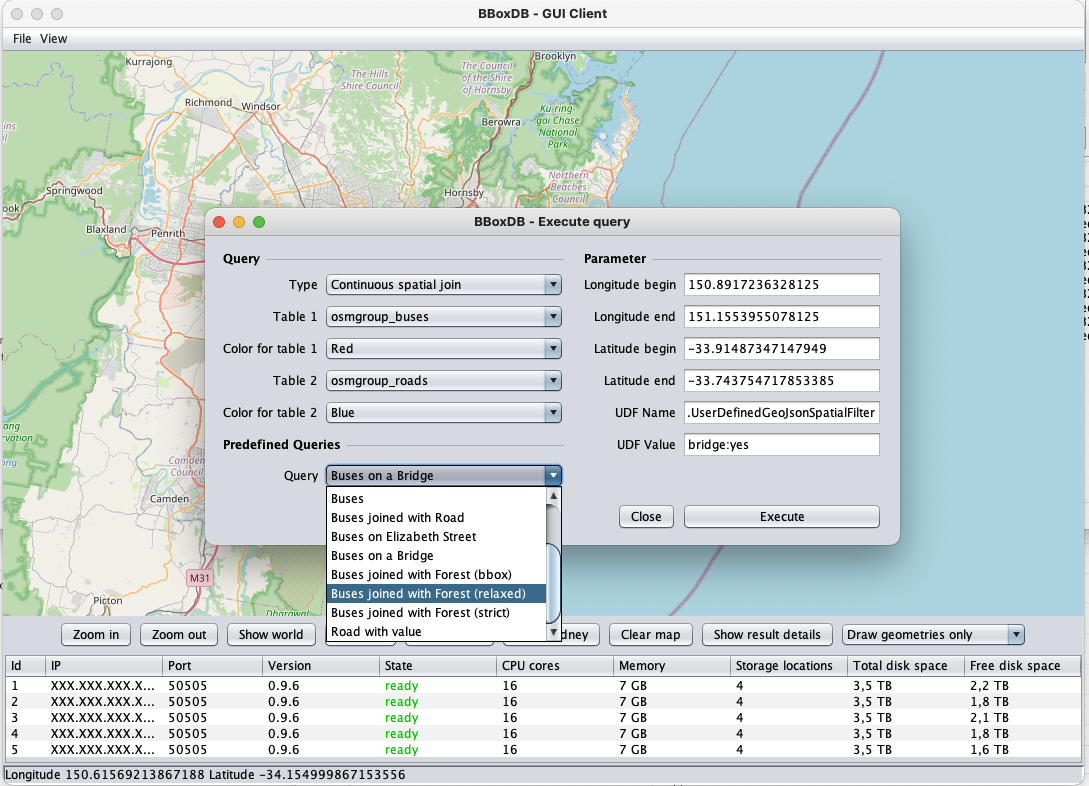 BBoxDB - GUI Client
File View
Kurrajong
Brooklyn
The Hills
Shire Council
The Council
of the Shire
of Hornsby
Richmond
Windsor
Berowra
Ku-ring-
gai Chase
National
Park
Springwood
Hornsby
Northern
Beaches
Council
Blaxland
Penrith
Camden
Council
Camden
M31
Picton
Dharawal
BBoxDB - Execute query
Query
Type Continuous spatial join
Table 1 osmgroup_buses
Color for table 1 Red
Table 2 osmgroup_roads
Color for table 2 Blue
Predefined Queries
Query Buses on a Bridge
Buses
Buses joined with Road
Buses on Elizabeth Street
Buses on a Bridge
Buses joined with Forest (bbox)
Buses joined with Forest (relaxed)
Buses joined with Forest (strict)
Road with value
Parameter
Longitude begin 150.8917236328125
Longitude end 151.1553955078125
Latitude begin -33.91487347147949
Latitude end -33.743754717853385
UDF Name .UserDefinedGeoJsonSpatialFilter
UDF Value bridge:yes
Close Execute
Zoom in Zoom out Show world Clear map Show result details Draw geometries only
Id IP Port Version State CPU cores Memory Storage locations Total disk space Free disk space
1 XXX.XXX.XXX.X... 50505 0.9.6 ready 16 7 GB 4 3,5 TB 2,2 TB
2 XXX.XXX.XXX.X... 50505 0.9.6 ready 16 7 GB 4 3,5 TB 1,8 TB
3 XXX.XXX.XXX.X... 50505 0.9.6 ready 16 7 GB 4 3,5 TB 2,1 TB
4 XXX.XXX.XXX.X... 50505 0.9.6 ready 16 7 GB 4 3,5 TB 1,8 TB
5 XXX.XXX.XXX.X... 50505 0.9.6 ready 16 7 GB 4 3,5 TB 1,6 TB
Longitude 150.61569213867188 Latitude -34.154999867153556